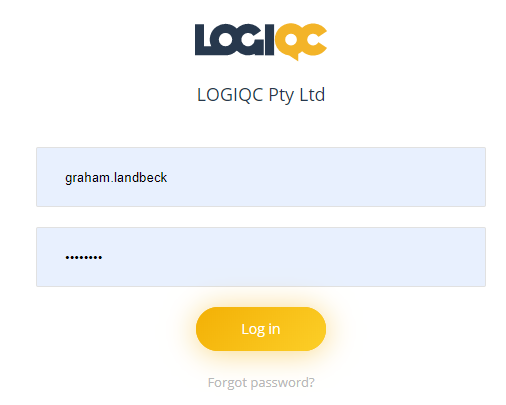 LOGIQC
LOGIQC Pty Ltd
graham.landbeck
••••••••
Log in
Forgot password?